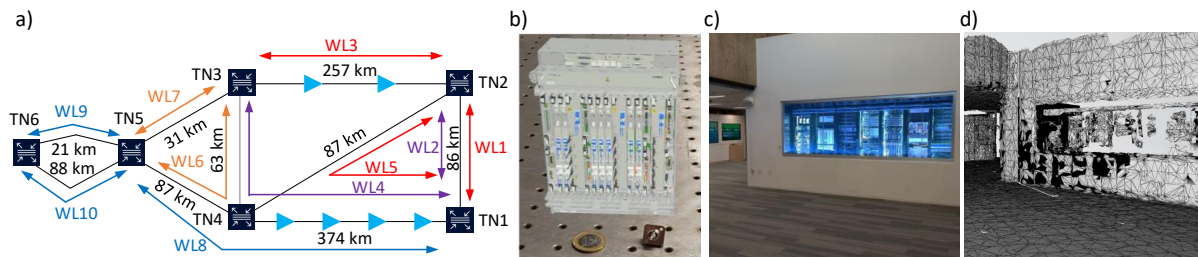 a)
b)
c)
d)
WL3
257 km
TN3
TN2
WL7
WL9
TN6
TN5
31 km
21 km
88 km
WL6
63 km
87 km
WL5
WL2
86 km
WL1
WL4
WL10
87 km
TN4
TN1
374 km
WL8